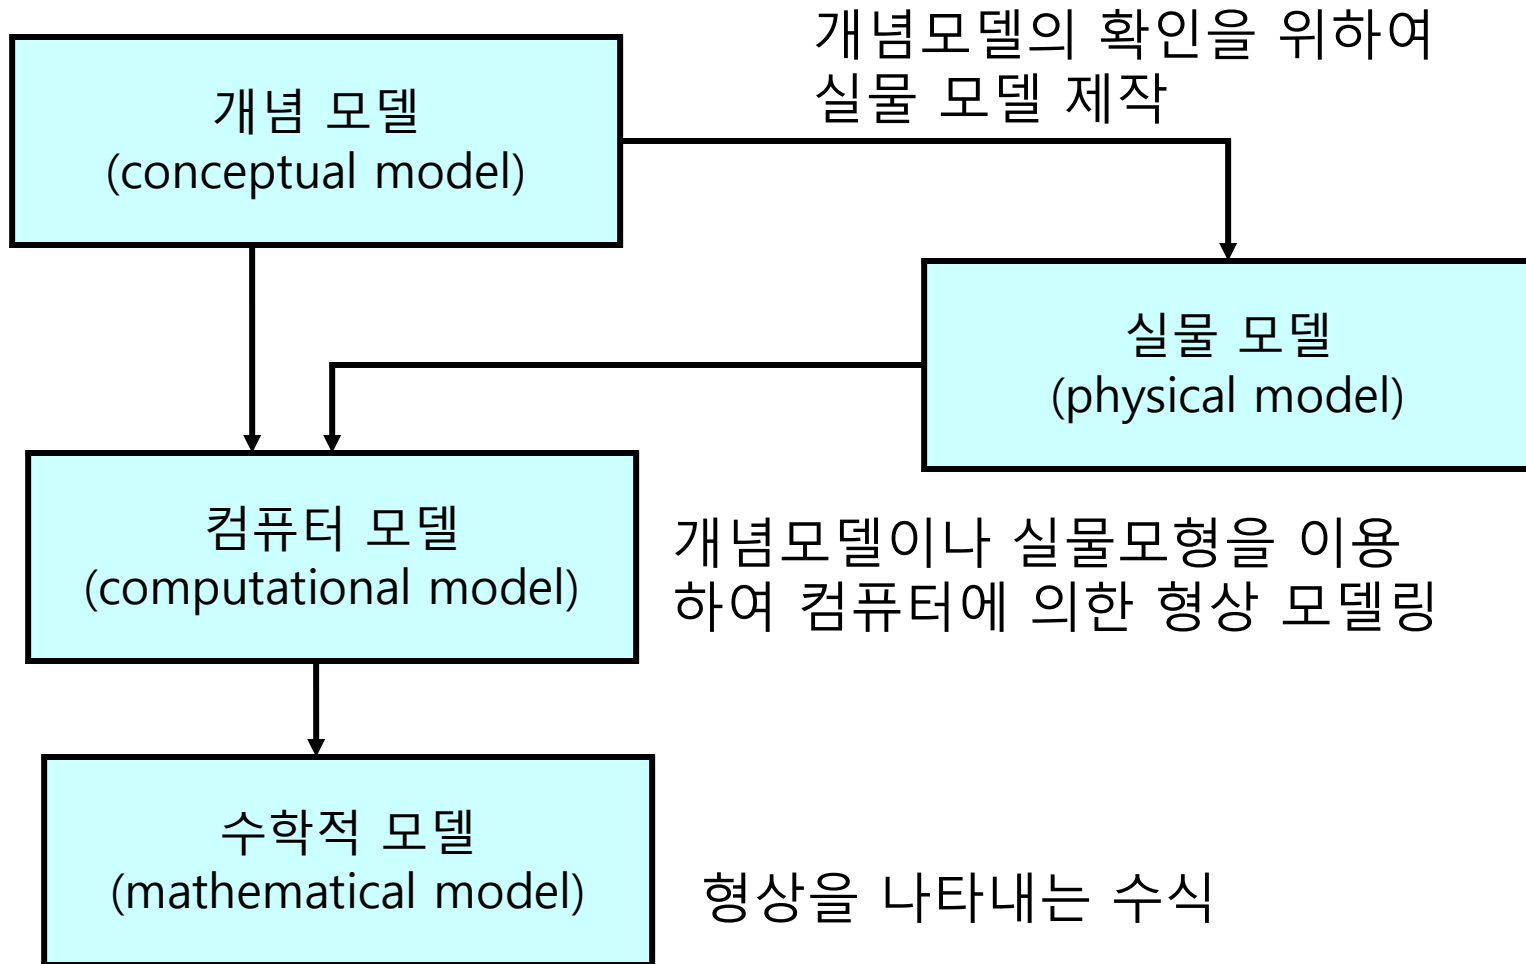 개념모델의 확인을 위하여
실물 모델 제작
개념 모델
(conceptual model)
실물 모델
(physical model)
컴퓨터 모델
(computational model)
개념모델이나 실물모형을 이용
하여 컴퓨터에 의한 형상 모델링
수학적 모델
(mathematical model)
형상을 나타내는 수식